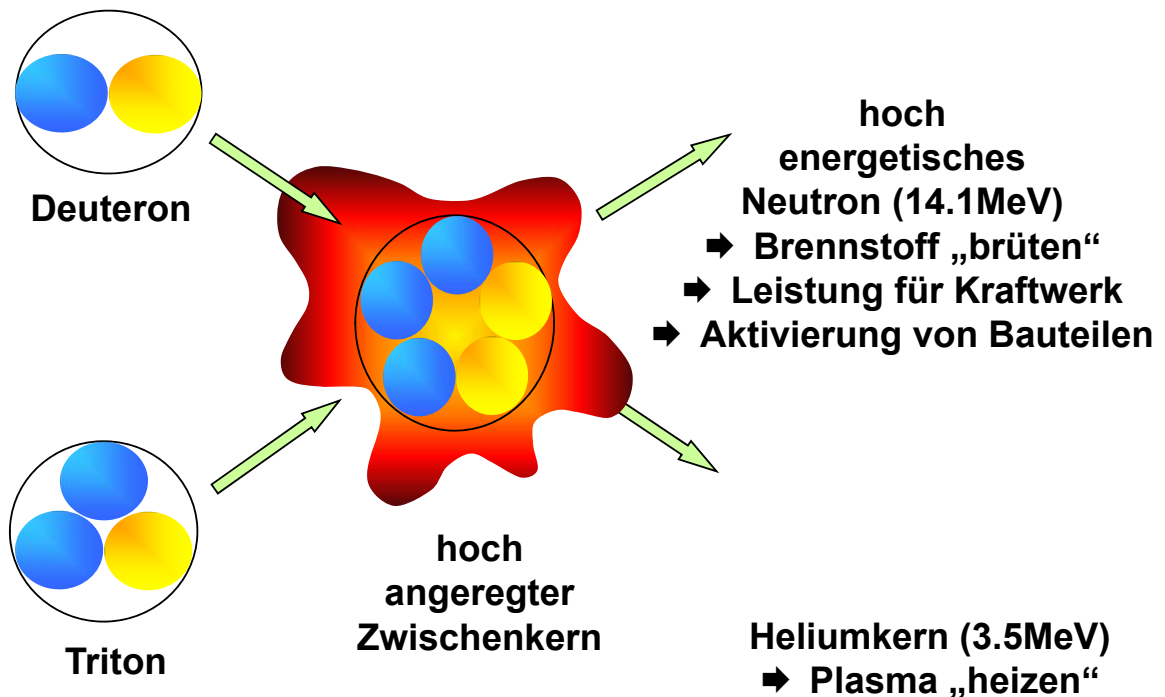 Deuteron
Triton
hoch
angeregter
Zwischenkern
hoch
energetisches
Neutron (14.1MeV)
➡ Brennstoff „brüten“
➡ Leistung für Kraftwerk
➡ Aktivierung von Bauteilen
Heliumkern (3.5MeV)
➡ Plasma „heizen“